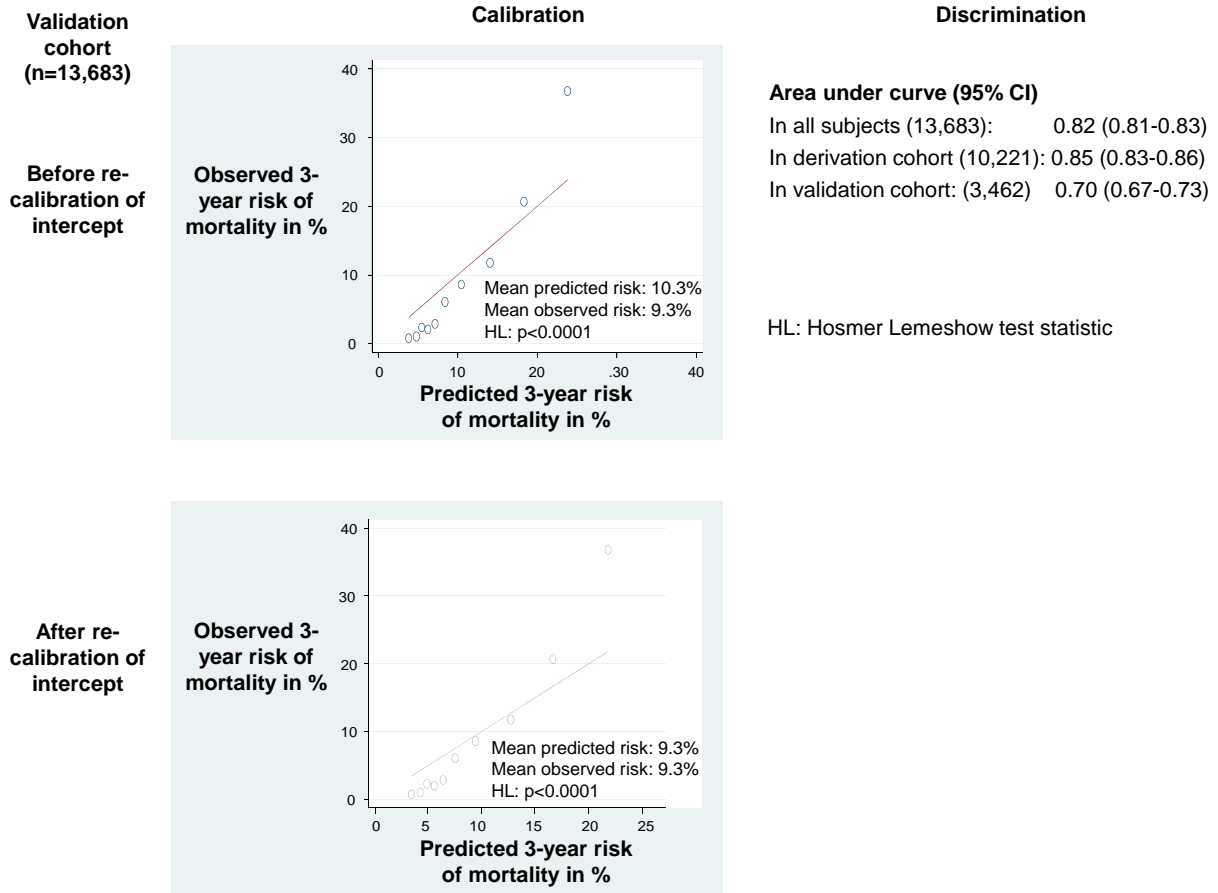 Validation
cohort
(n=13,683)
Calibration
Discrimination
Before re-
calibration of
intercept
Observed 3-
year risk of
mortality in %
40
30
20
10
0
Mean predicted risk: 10.3%
Mean observed risk: 9.3%
HL: p<0.0001
0 10 20 .30 40
Predicted 3-year risk
of mortality in %
Area under curve (95% CI)
In all subjects (13,683): 0.82 (0.81-0.83)
In derivation cohort (10,221): 0.85 (0.83-0.86)
In validation cohort: (3,462) 0.70 (0.67-0.73)
HL: Hosmer Lemeshow test statistic
After re-
calibration of
intercept
Observed 3-
year risk of
mortality in %
40
30
20
10
0
Mean predicted risk: 9.3%
Mean observed risk: 9.3%
HL: p<0.0001
0 5 10 15 20 25
Predicted 3-year risk
of mortality in %